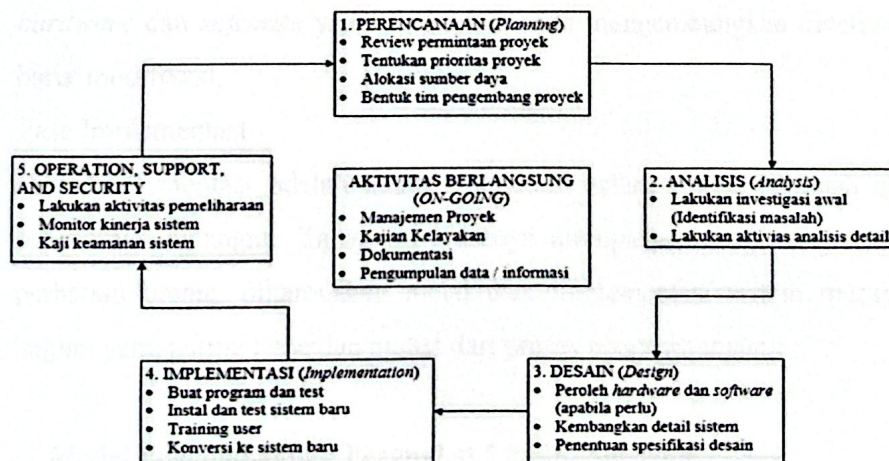 1. PERENCANAAN (Planning)
• Review permintaan proyek
• Tentukan prioritas proyek
• Alokasi sumber daya
• Bentuk tim pengembang proyek
5. OPERATION, SUPPORT,
AND SECURITY
• Lakukan aktivitas pemeliharaan
• Monitor kinerja sistem
• Kaji keamanan sistem
AKTIVITAS BERLANGSUNG
(ON-GOING)
• Manajemen Proyek
• Kajian Kelayakan
• Dokumentasi
• Pengumpulan data / informasi
2. ANALISIS (Analysis)
• Lakukan investigasi awal
(Identifikasi masalah)
• Lakukan aktivias analisis detail
4. IMPLEMENTASI (Implementation)
• Buat program dan test
• Instal dan test sistem baru
• Training user
• Konversi ke sistem baru
3. DESAIN (Design)
• Peroleh hardware dan software
(apabila perlu)
• Kembangkan detail sistem
• Penentuan spesifikasi desain